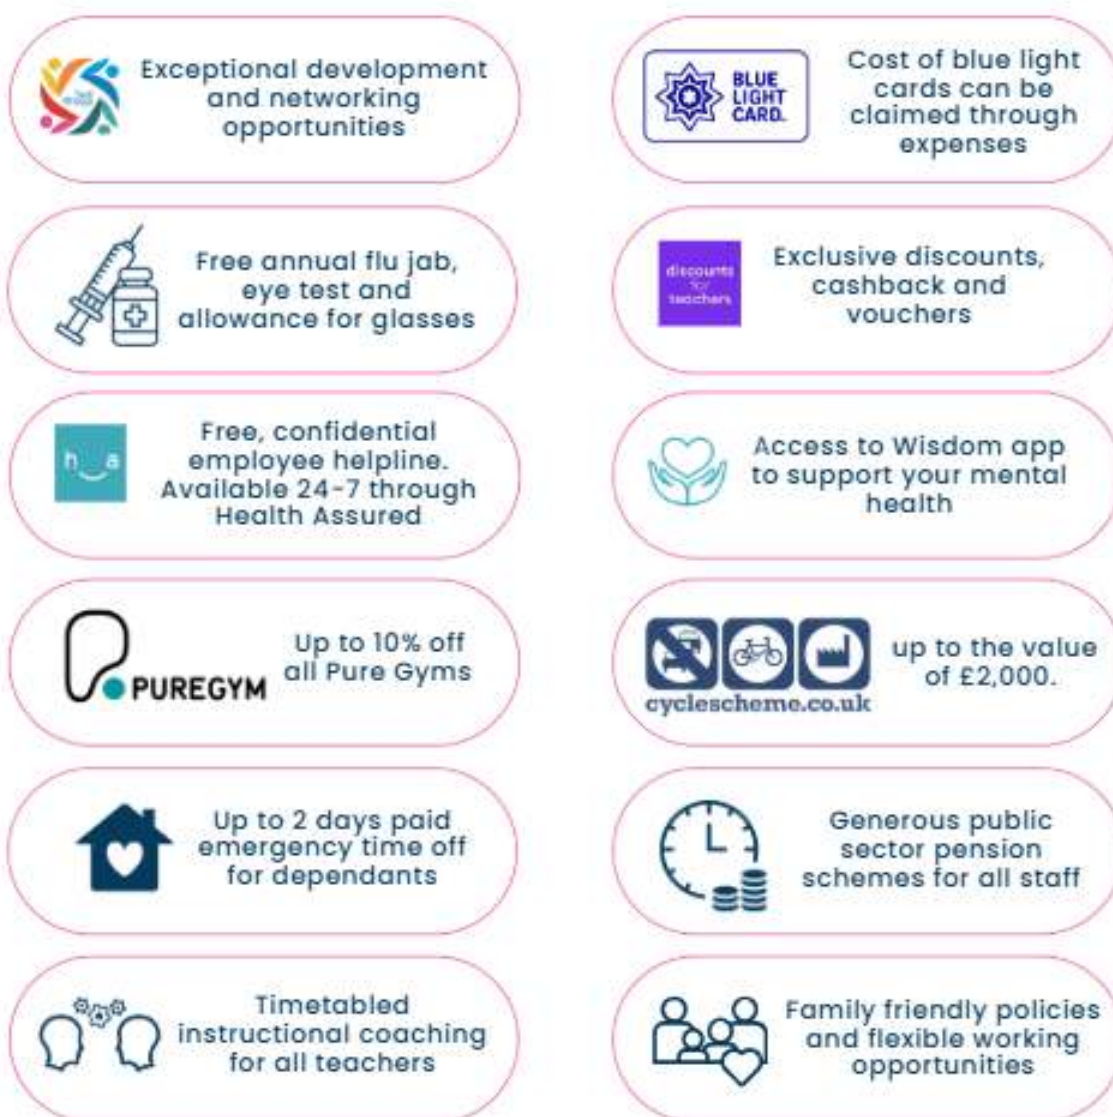 Exceptional development
and networking
opportunities
BLUE
LIGHT
CARD.
Cost of blue light
cards can be
claimed through
expenses
Free annual flu jab,
eye test and
allowance for glasses
discounts
for
teachers
Exclusive discounts,
cashback and
vouchers
h a
Free, confidential
employee helpline.
Available 24-7 through
Health Assured
Access to Wisdom app
to support your mental
health
PUREGYM
Up to 10% off
all Pure Gyms
cyclescheme.co.uk
up to the value
of £2,000.
Up to 2 days paid
emergency time off
for dependants
Generous public
sector pension
schemes for all staff
Timetabled
instructional coaching
for all teachers
Family friendly policies
and flexible working
opportunities